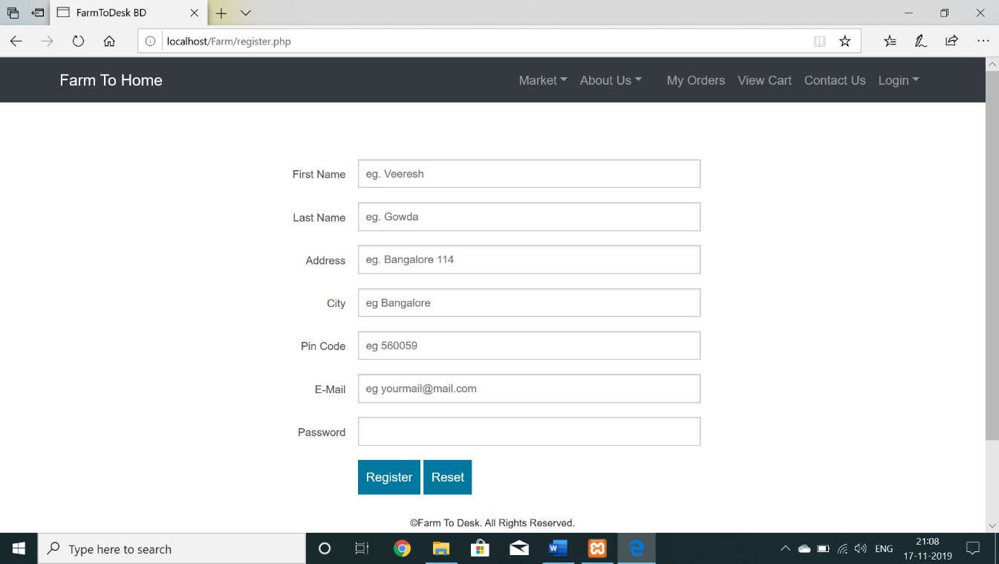 FarmToDesk BD
localhost/Farm/register.php
Farm To Home Market About Us My Orders View Cart Contact Us Login
First Name eg. Veeresh
Last Name eg. Gowda
Address eg. Bangalore 114
City eg Bangalore
Pin Code eg 560059
E-Mail eg yourmail@mail.com
Password
Register Reset
©Farm To Desk. All Rights Reserved.
Type here to search
W
ENG
21:08
17-11-2019